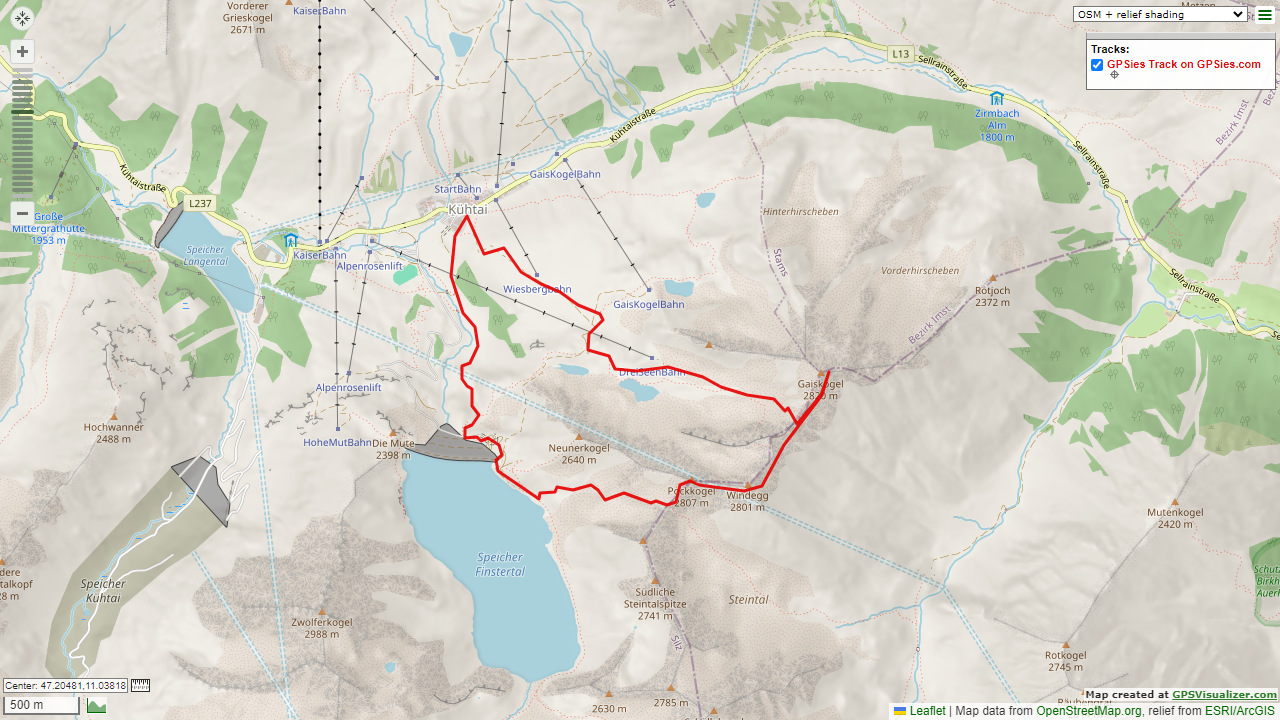 Vorderer
Grieskogel
2671 m
KaiserBahn
Silz
Metzen
OSM + relief shading
Tracks:
GPSies Track on GPSies.com
L13
Sellrainstraße
Bezirk Imst
Zirmbach
Alm
1800 m
Kühtaistraße
Sellrainstraße
Kühtaistraße
GaisKogelBahn
StartBahn
Kühtai
L237
Große
Mittergrathütte
1953 m
Speicher
Längental
KaiserBahn
Alpenrosenlift
Hinterhirscheben
Stams
Vorderhirscheben
Rotjoch
2372 m
Bezirk Imst
Sellrainstraße
Sellrainstraße
Wiesbergbahn
GaisKogelBahn
DreiSeenBahn
Gaiskogel
Alpenrosenlift
Hochwanner
2488 m
HoheMutBahn
Die Mute
2398 m
Neunerkogel
2640 m
Pockkogel
2807 m
Windegg
2801 m
Mutenkogel
2420 m
Speicher
Finstertal
Speicher
Kühtai
Zwölferkogel
2988 m
Südliche
Steintalspitze
2741 m
Steintal
Silz
Rotkogel
2745 m
2630 m
2785 m
Center: 47.20481,11.03818
500 m
Map created at GPSVisualizer.com
Leaflet | Map data from OpenStreetMap.org, relief from ESRI/ArcGIS